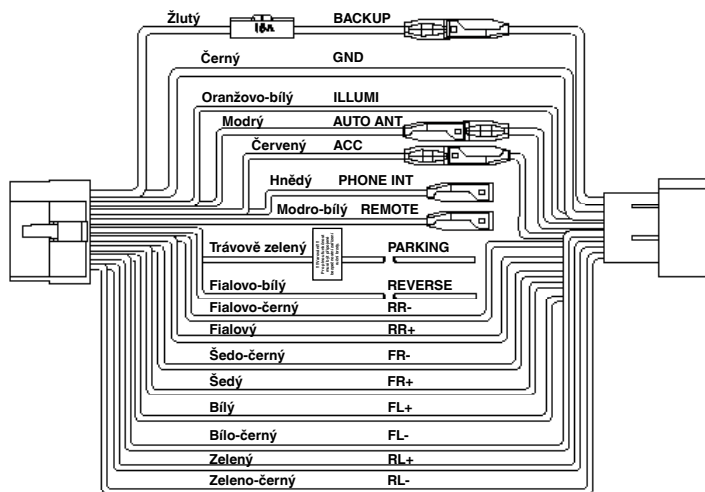 Žlutý BACKUP
Černý GND
Oranžovo-bílý ILLUMI
Modrý AUTO ANT
Červený ACC
Hnědý PHONE INT
Modro-bílý REMOTE
Trávově zelený PARKING
Fialovo-bílý REVERSE
Fialovo-černý RR-
Fialový RR+
Šedo-černý FR-
Šedý FR+
Bílý FL+
Bílo-černý FL-
Zelený RL+
Zeleno-černý RL-